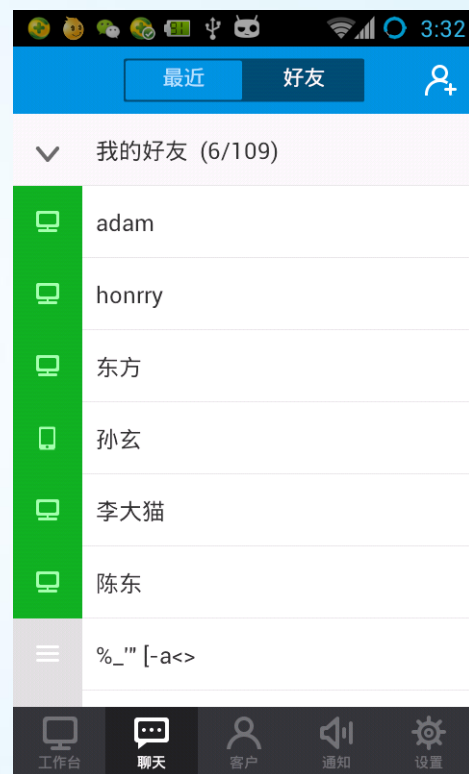 3:32
最近 好友
我的好友 (6/109)
adam
honrry
东方
孙玄
李大猫
陈东
%_'" [-a<>
工作台 聊天 客户 通知 设置